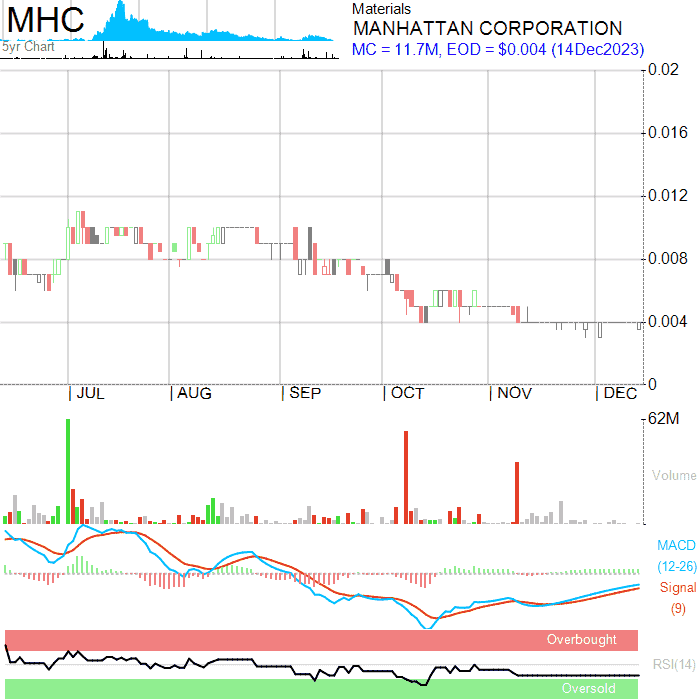 MHC
5yr Chart
Materials
MANHATTAN CORPORATION
MC = 11.7M, EOD = $0.004 (14Dec2023)
0.02
0.016
0.012
0.008
0.004
0
JUL AUG SEP OCT NOV DEC
62M
Volume
MACD
(12-26)
Signal
(9)
Overbought
RSI(14)
Oversold